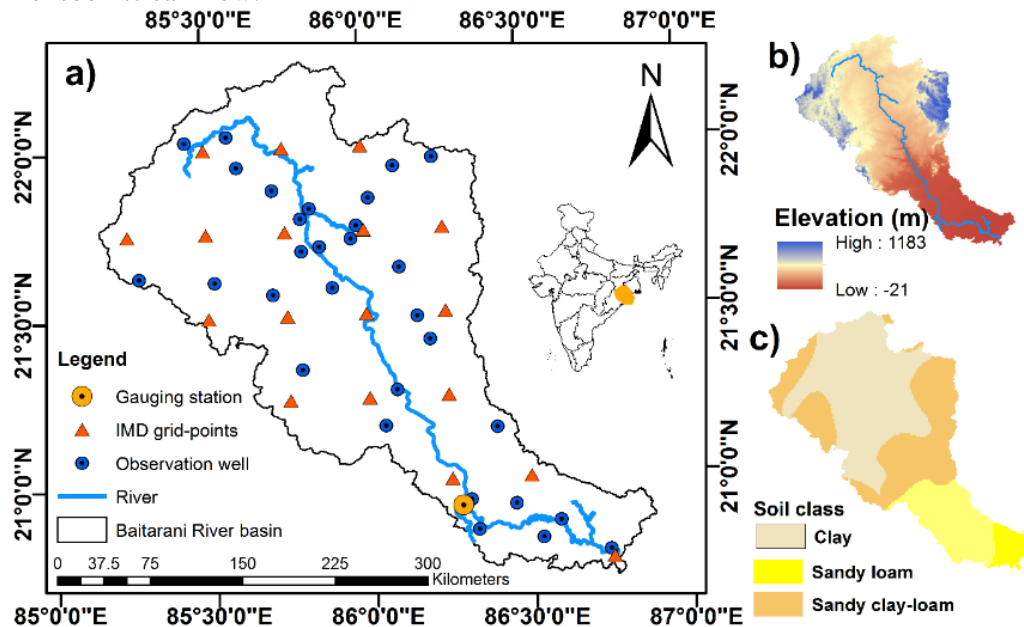 85°30'0"E 86°0'0"E 86°30'0"E 87°0'0"E
a)
N
22°0'0"N
21°30'0"N
21°0'0"N
22°0'0"N
21°30'0"N
21°0'0"N
Legend
Gauging station
IMD grid-points
Observation well
River
Baitarani River basin
0 37.5 75 150 225 300
Kilometers
85°0'0"E 85°30'0"E 86°0'0"E 86°30'0"E 87°0'0"E
b)
Elevation (m)
High : 1183
Low : -21
c)
Soil class
Clay
Sandy loam
Sandy clay-loam